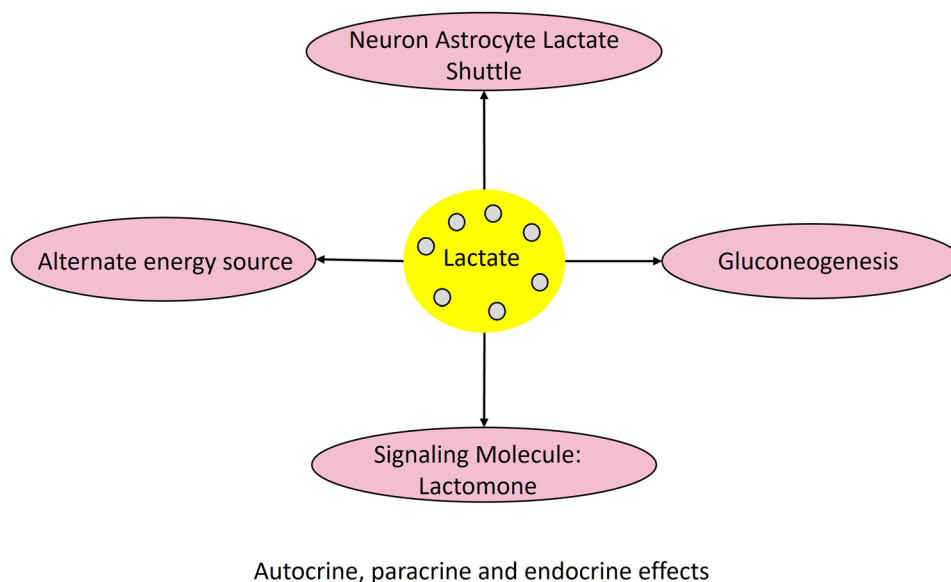 Neuron Astrocyte Lactate
Shuttle
Alternate energy source
Lactate
Gluconeogenesis
Signaling Molecule:
Lactomone
Autocrine, paracrine and endocrine effects